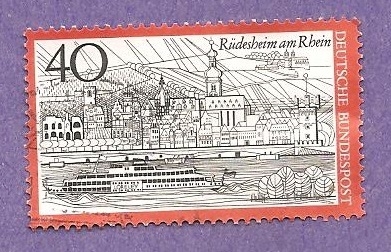 40
Rüdesheim am Rhein
DEUTSCHE BUNDESPOST